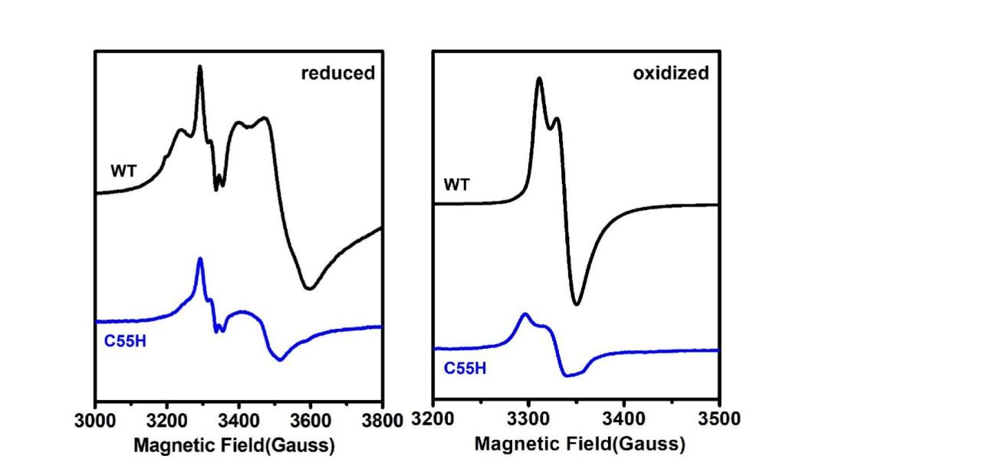 reduced
WT
C55H
3000 3200 3400 3600 3800
Magnetic Field(Gauss)
oxidized
WT
C55H
3200 3300 3400 3500
Magnetic Field(Gauss)